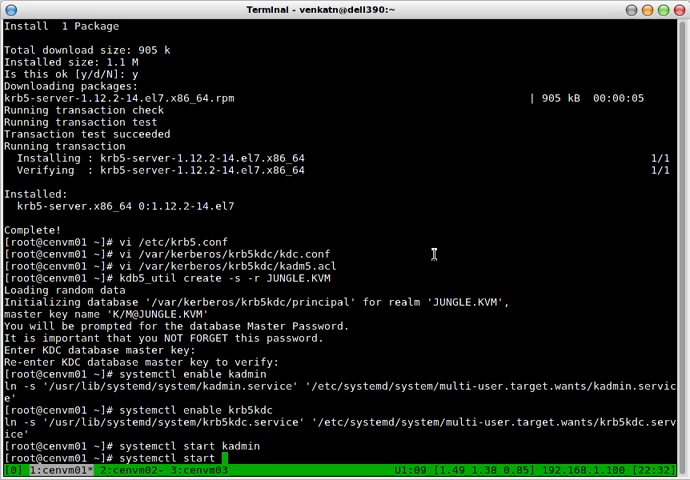 Terminal - venkatn@dell390:~
Install  1 Package
Total download size: 905 k
Installed size: 1.1 M
Is this ok [y/d/N]: y
Downloading packages:
krb5-server-1.12.2-14.el7.x86_64.rpm | 905 kB  00:00:05
Running transaction check
Running transaction test
Transaction test succeeded
Running transaction
  Installing : krb5-server-1.12.2-14.el7.x86_64 1/1
  Verifying  : krb5-server-1.12.2-14.el7.x86_64 1/1
Installed:
  krb5-server.x86_64 0:1.12.2-14.el7
Complete!
[root@cenvm01 ~]# vi /etc/krb5.conf
[root@cenvm01 ~]# vi /var/kerberos/krb5kdc/kdc.conf
[root@cenvm01 ~]# vi /var/kerberos/krb5kdc/kadm5.acl
[root@cenvm01 ~]# kdb5_util create -s -r JUNGLE.KVM
Loading random data
Initializing database '/var/kerberos/krb5kdc/principal' for realm 'JUNGLE.KVM',
master key name 'K/M@JUNGLE.KVM'
You will be prompted for the database Master Password.
It is important that you NOT FORGET this password.
Enter KDC database master key:
Re-enter KDC database master key to verify:
[root@cenvm01 ~]# systemctl enable kadmin
ln -s '/usr/lib/systemd/system/kadmin.service' '/etc/systemd/system/multi-user.target.wants/kadmin.servic
e'
[root@cenvm01 ~]# systemctl enable krb5kdc
ln -s '/usr/lib/systemd/system/krb5kdc.service' '/etc/systemd/system/multi-user.target.wants/krb5kdc.serv
ice'
[root@cenvm01 ~]# systemctl start kadmin
[root@cenvm01 ~]# systemctl start
[0] 1:cenvm01* 2:cenvm02- 3:cenvm03 U1:09 [1.49 1.38 0.85] 192.168.1.100 [22:32]